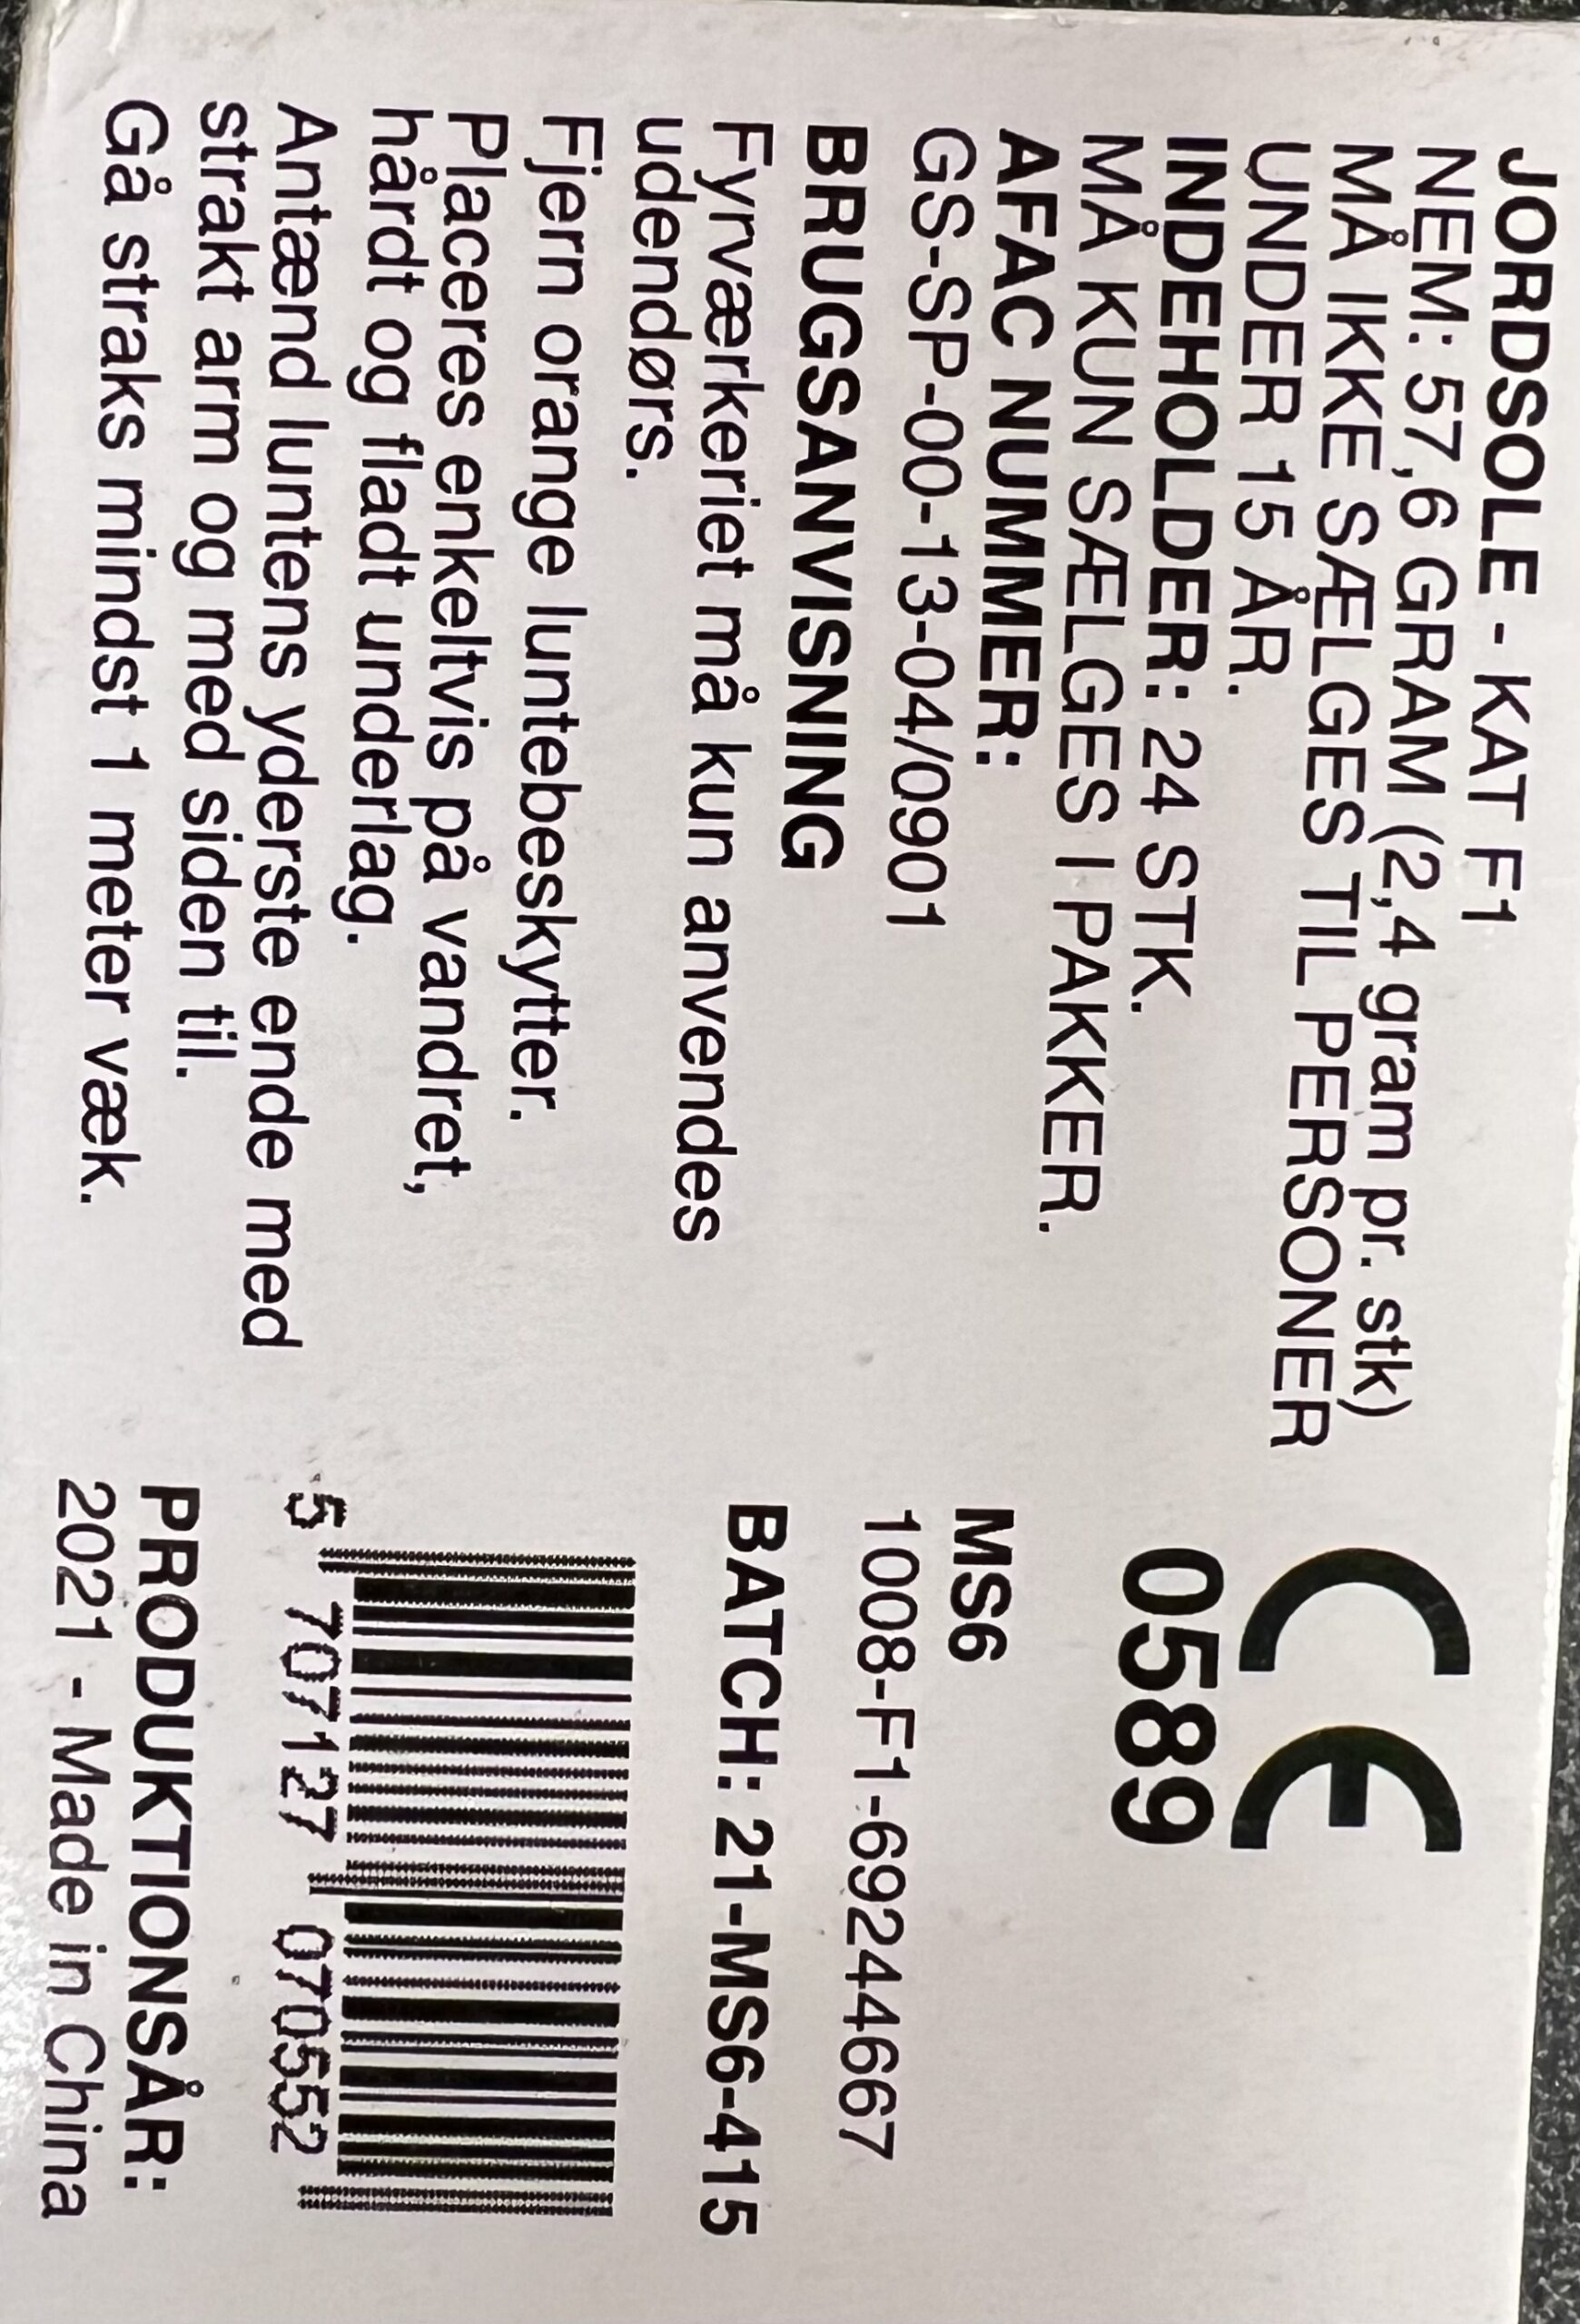 JORDSOLE - KAT F1
NEM: 57,6 GRAM (2,4 gram pr. stk)
MÅ IKKE SÆLGES TIL PERSONER
UNDER 15 ÅR.
INDEHOLDER: 24 STK.
MÅ KUN SÆLGES I PAKKER.
AFAC NUMMER:
GS-SP-00-13-04/0901
BRUGSANVISNING
Fyrværkeriet må kun anvendes
udendørs.
Fjern orange luntebeskytter.
Placeres enkeltvis på vandret,
hårdt og fladt underlag.
Antænd luntens yderste ende med
strakt arm og med siden til.
Gå straks mindst 1 meter væk.
CE
0589
MS6
1008-F1-69244667
BATCH: 21-MS6-415
5 707127 070552
PRODUKTIONSÅR:
2021 - Made in China